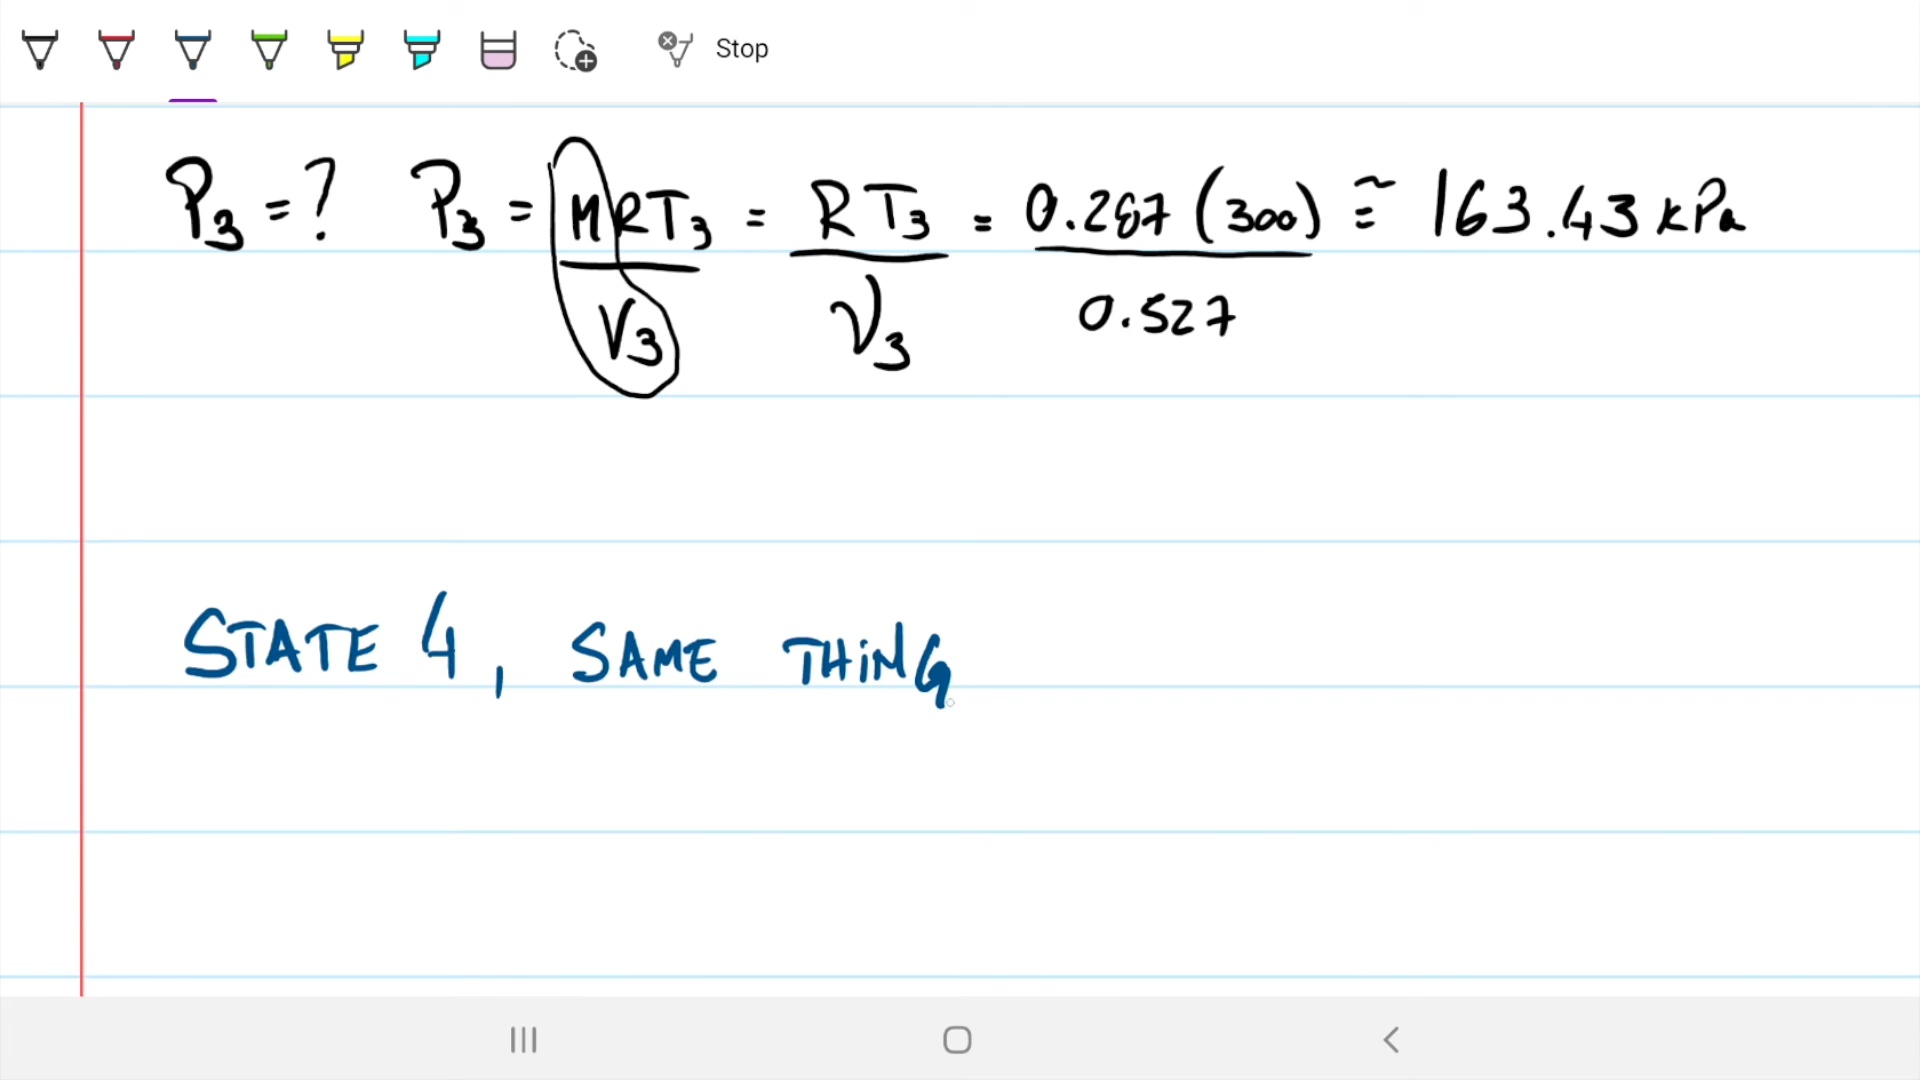 Stop
P3 = ? P3 = MRT3 / V3 = RT3 / V3 = 0.287 (300) / 0.527 ≅ 163.43 kPa
STATE 4, SAME THING